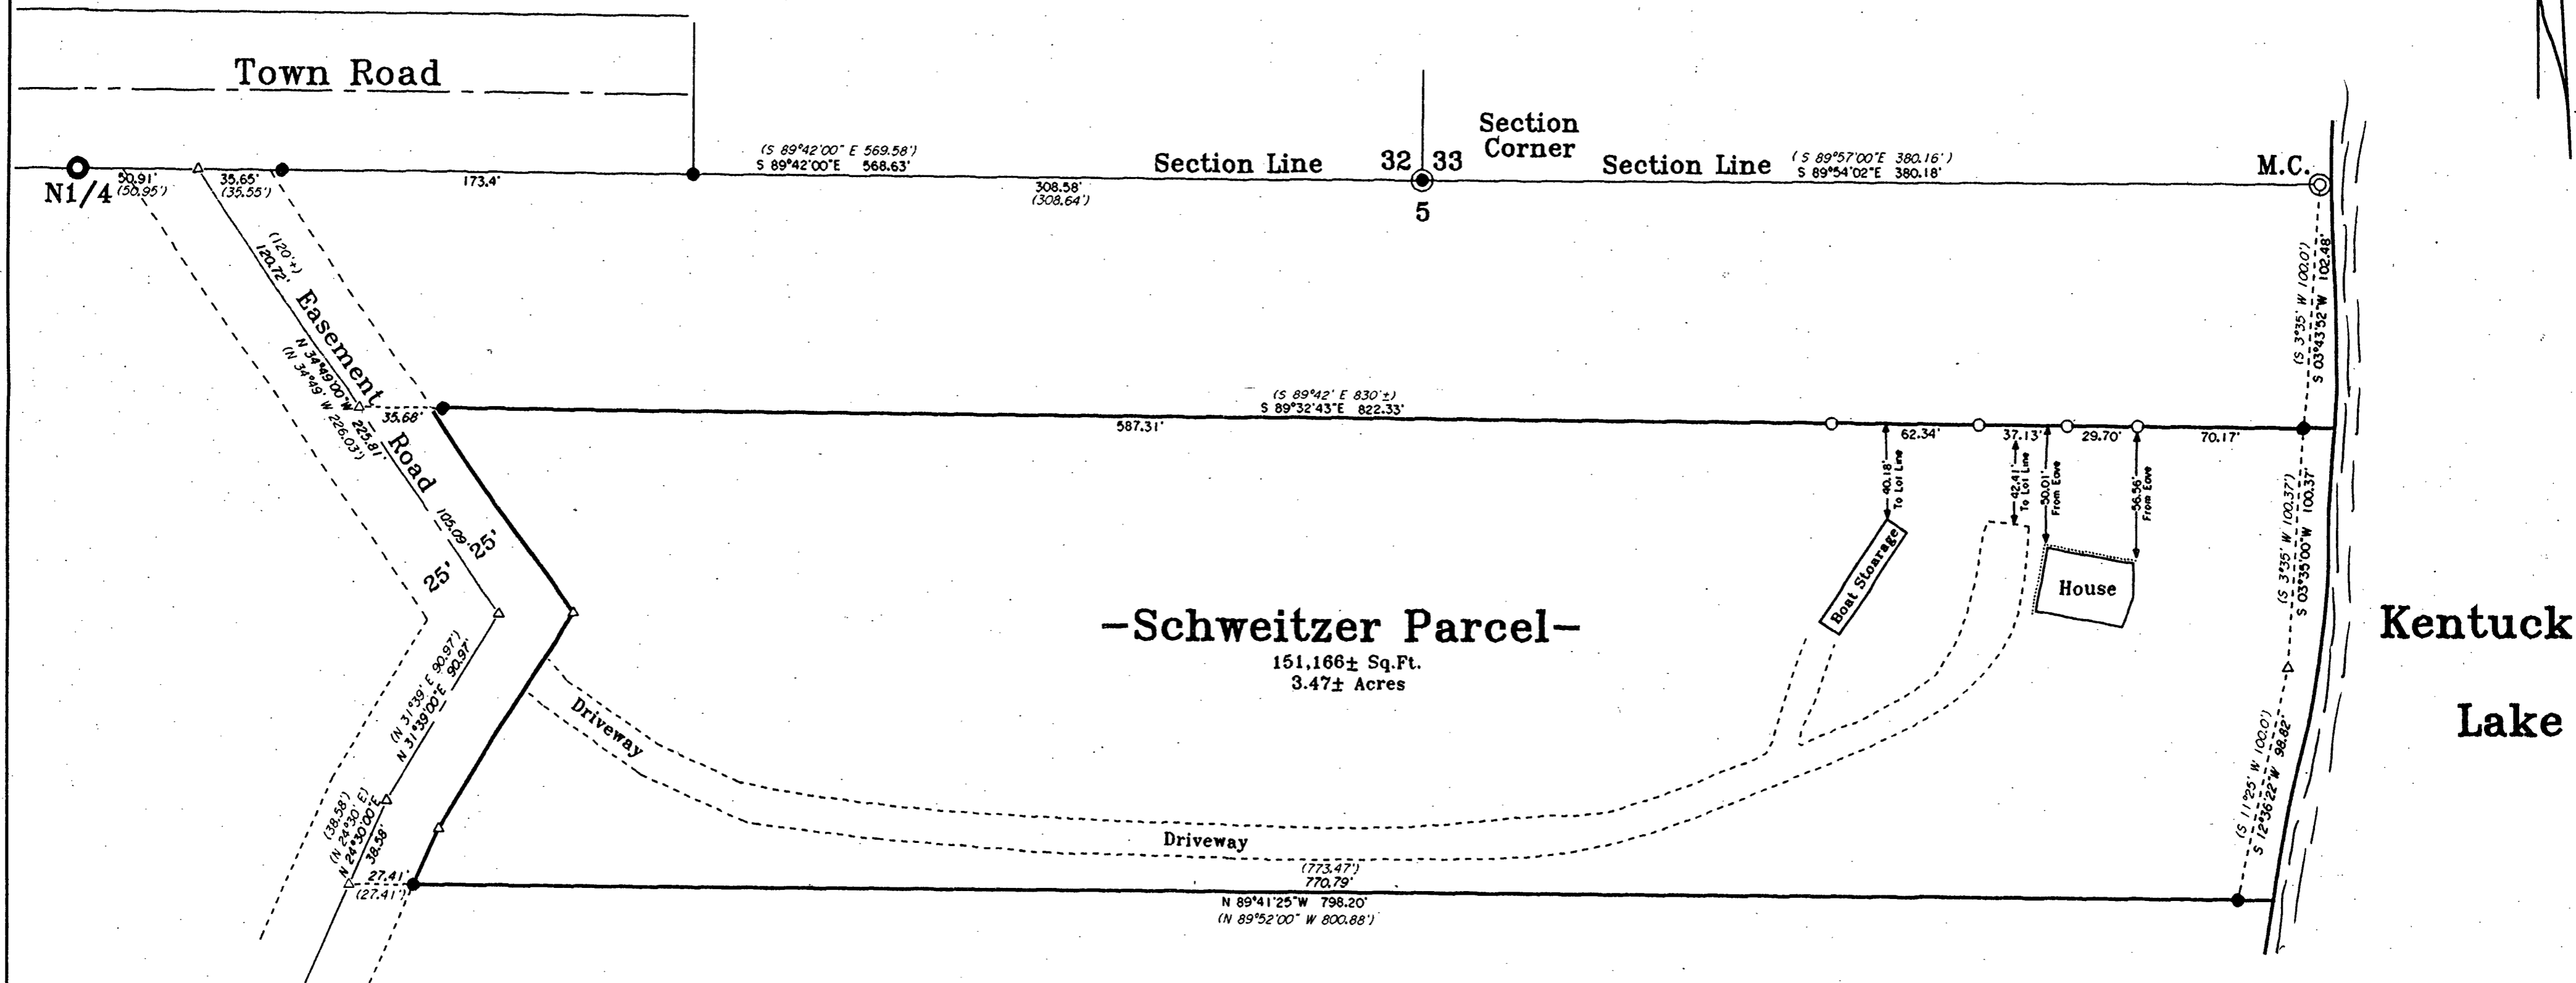 Town Road
(S 89°42'00" E 569.58')
S 89°42'00"E 568.63'
Section Line
32 33
Section
Corner
Section Line
(S 89°57'00"E 380.16')
S 89°54'02"E 380.18'
M.C.
N1/4
50.91'
(50.95')
35.65'
(35.55')
173.4'
308.58'
(308.64')
5
(120'±)
120.72'
Easement
Road
N 34°49'00"W 225.81'
(N 34°49' W 226.03')
35.68'
105.09'
25'
25'
(S 3°35' W 100.0')
S 03°43'52"W 102.48'
(S 89°42' E 830'±)
S 89°32'43"E 822.33'
587.31'
62.34'
37.13'
29.70'
70.17'
40.18'
To Lot Line
42.41'
To Lot Line
50.01'
From Eave
56.56'
From Eave
Boat Stoarage
House
(S 3°35' W 100.37')
S 03°35'00"W 100.37'
-Schweitzer Parcel-
151,166± Sq.Ft.
3.47± Acres
Kentuck
Lake
(N 31°39' E 90.97')
N 31°39'00"E 90.97'
Driveway
(38.58')
(N 24°30' E)
N 24°30'00"E
38.58'
(S 11°25' W 100.0')
S 12°36'22"W 98.82'
Driveway
27.41'
(27.41')
(773.47')
770.79'
N 89°41'25"W 798.20'
(N 89°52'00" W 800.88')